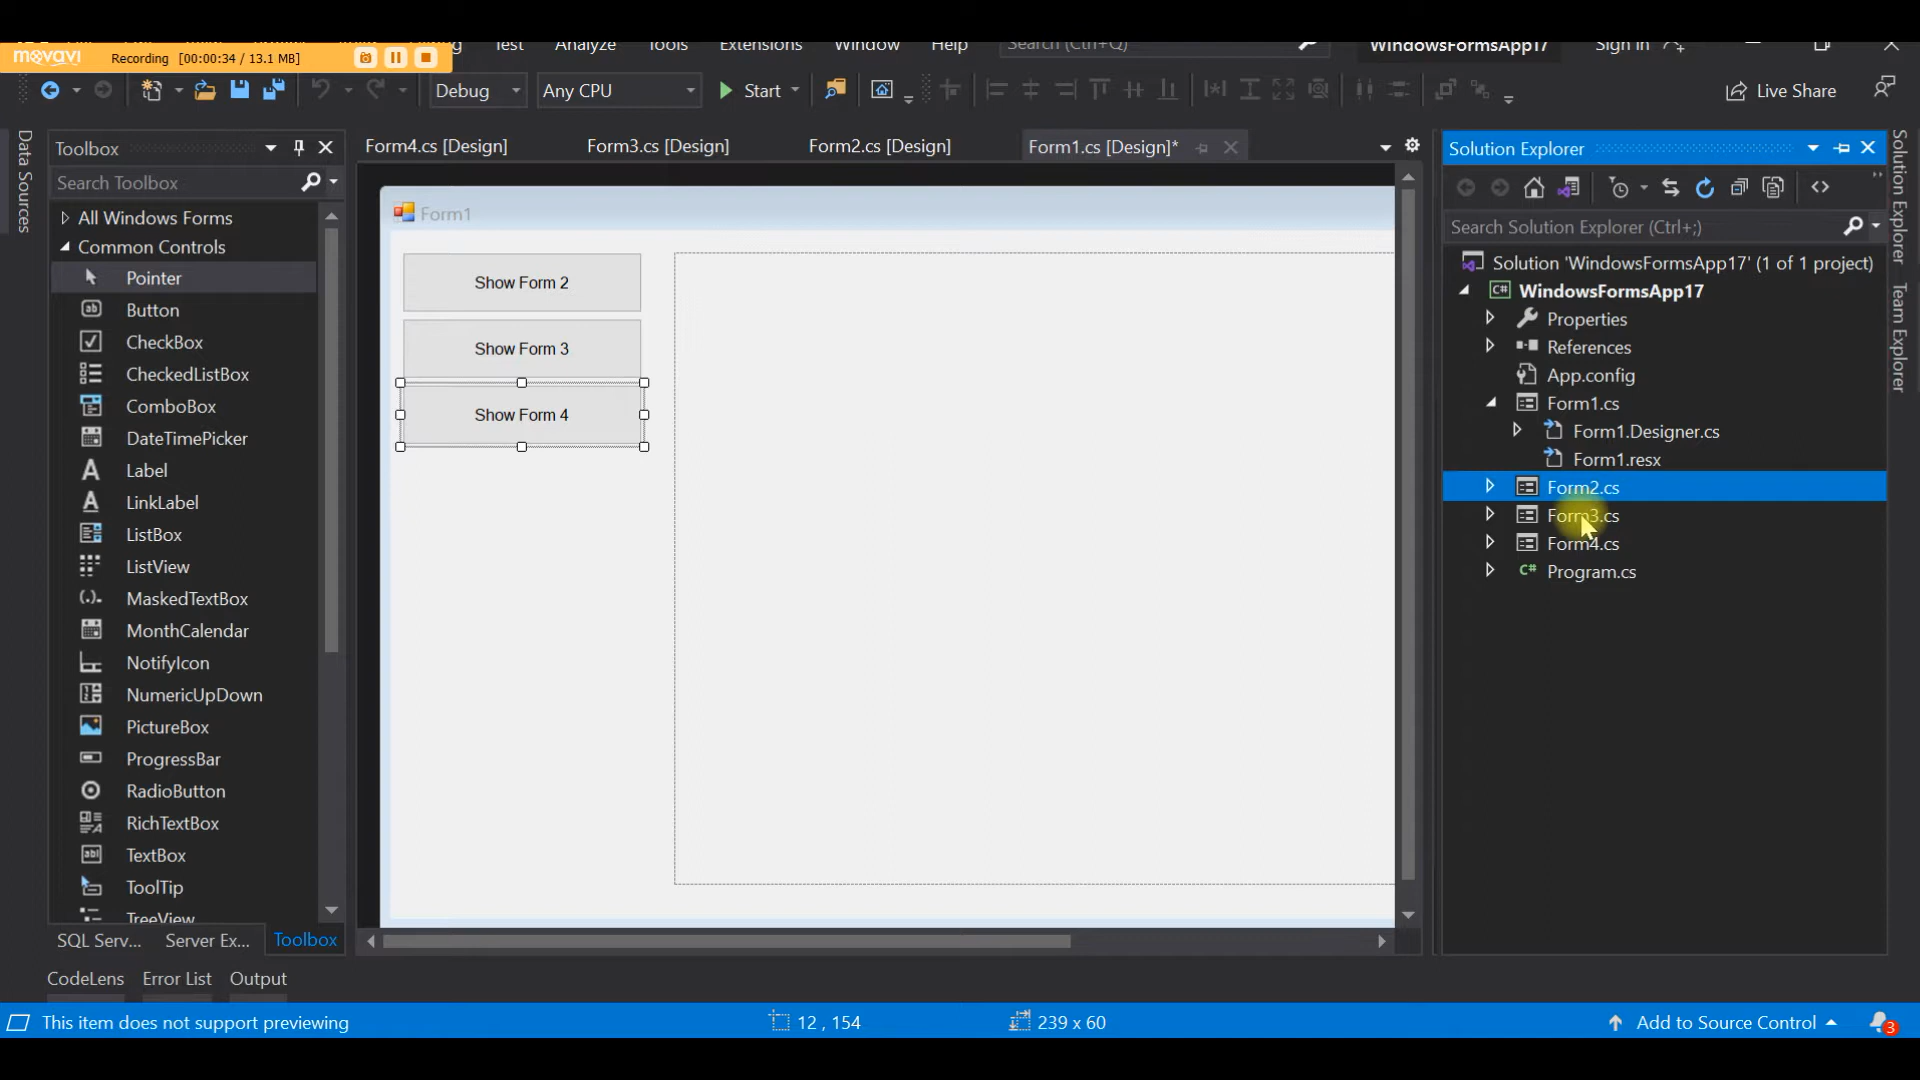 Test Analyze Tools Extensions Window Help Search (Ctrl+Q) WindowsFormsApp17 Sign in
movavi Recording [00:00:34 / 13.1 MB]
Debug Any CPU Start Live Share
Data Sources
Toolbox
Search Toolbox
All Windows Forms
Common Controls
Pointer
Button
CheckBox
CheckedListBox
ComboBox
DateTimePicker
Label
LinkLabel
ListBox
ListView
MaskedTextBox
MonthCalendar
NotifyIcon
NumericUpDown
PictureBox
ProgressBar
RadioButton
RichTextBox
TextBox
ToolTip
TreeView
SQL Serv... Server Ex... Toolbox
Form4.cs [Design] Form3.cs [Design] Form2.cs [Design] Form1.cs [Design]*
Form1
Show Form 2
Show Form 3
Show Form 4
Solution Explorer
Search Solution Explorer (Ctrl+;)
Solution 'WindowsFormsApp17' (1 of 1 project)
C# WindowsFormsApp17
Properties
References
App.config
Form1.cs
Form1.Designer.cs
Form1.resx
Form2.cs
Form3.cs
Form4.cs
C# Program.cs
Solution Explorer
Team Explorer
CodeLens Error List Output
This item does not support previewing 12 , 154 239 x 60 Add to Source Control 3